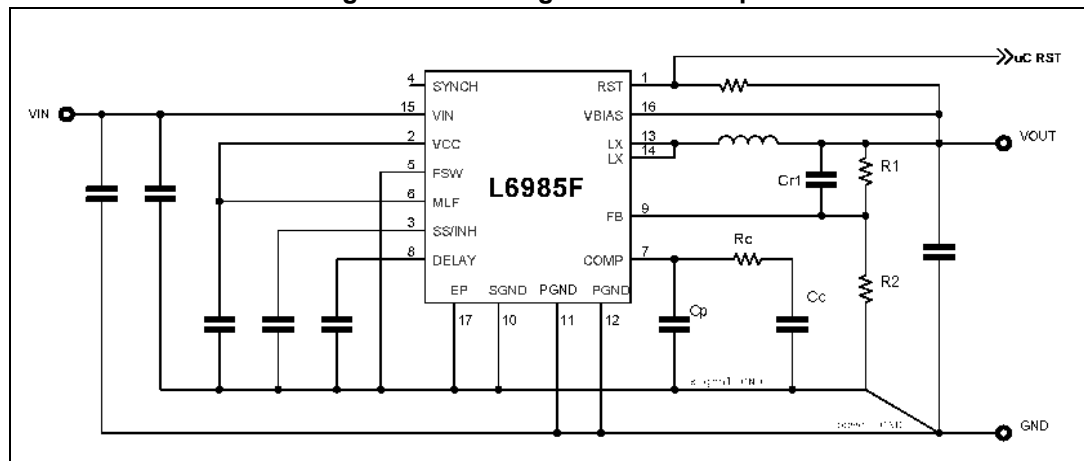 uC RST
4
SYNCH
RST
1
VIN
15
VIN
VBIAS
16
2
VCC
LX
13
LX
14
VOUT
5
FSW
L6985F
Cr1
R1
6
MLF
3
SS/INH
FB
9
8
DELAY
COMP
7
Rc
R2
EP
SGND
PGND
PGND
17
10
11
12
Cp
Cc
GND
GND
GND